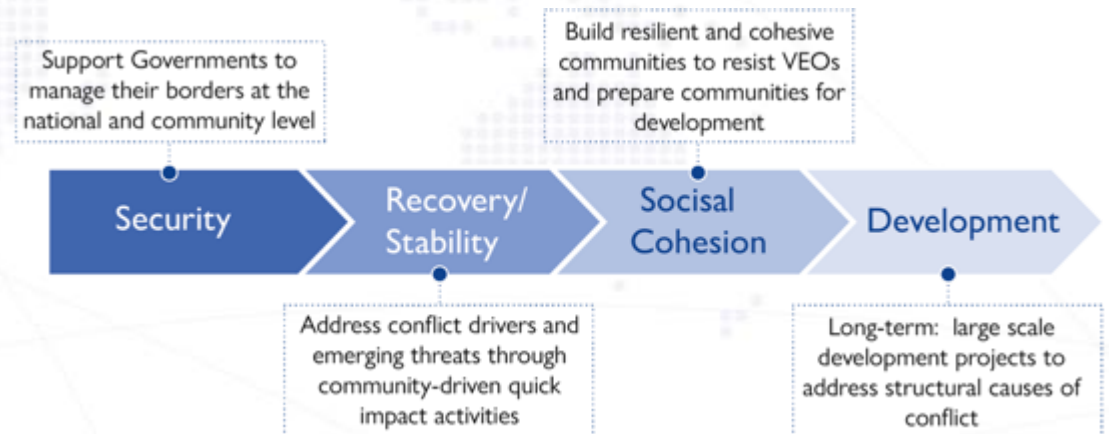 Support Governments to
manage their borders at the
national and community level
Build resilient and cohesive
communities to resist VEOs
and prepare communities for
development
Security
Recovery/
Stability
Socisal
Cohesion
Development
Address conflict drivers and
emerging threats through
community-driven quick
impact activities
Long-term: large scale
development projects to
address structural causes of
conflict